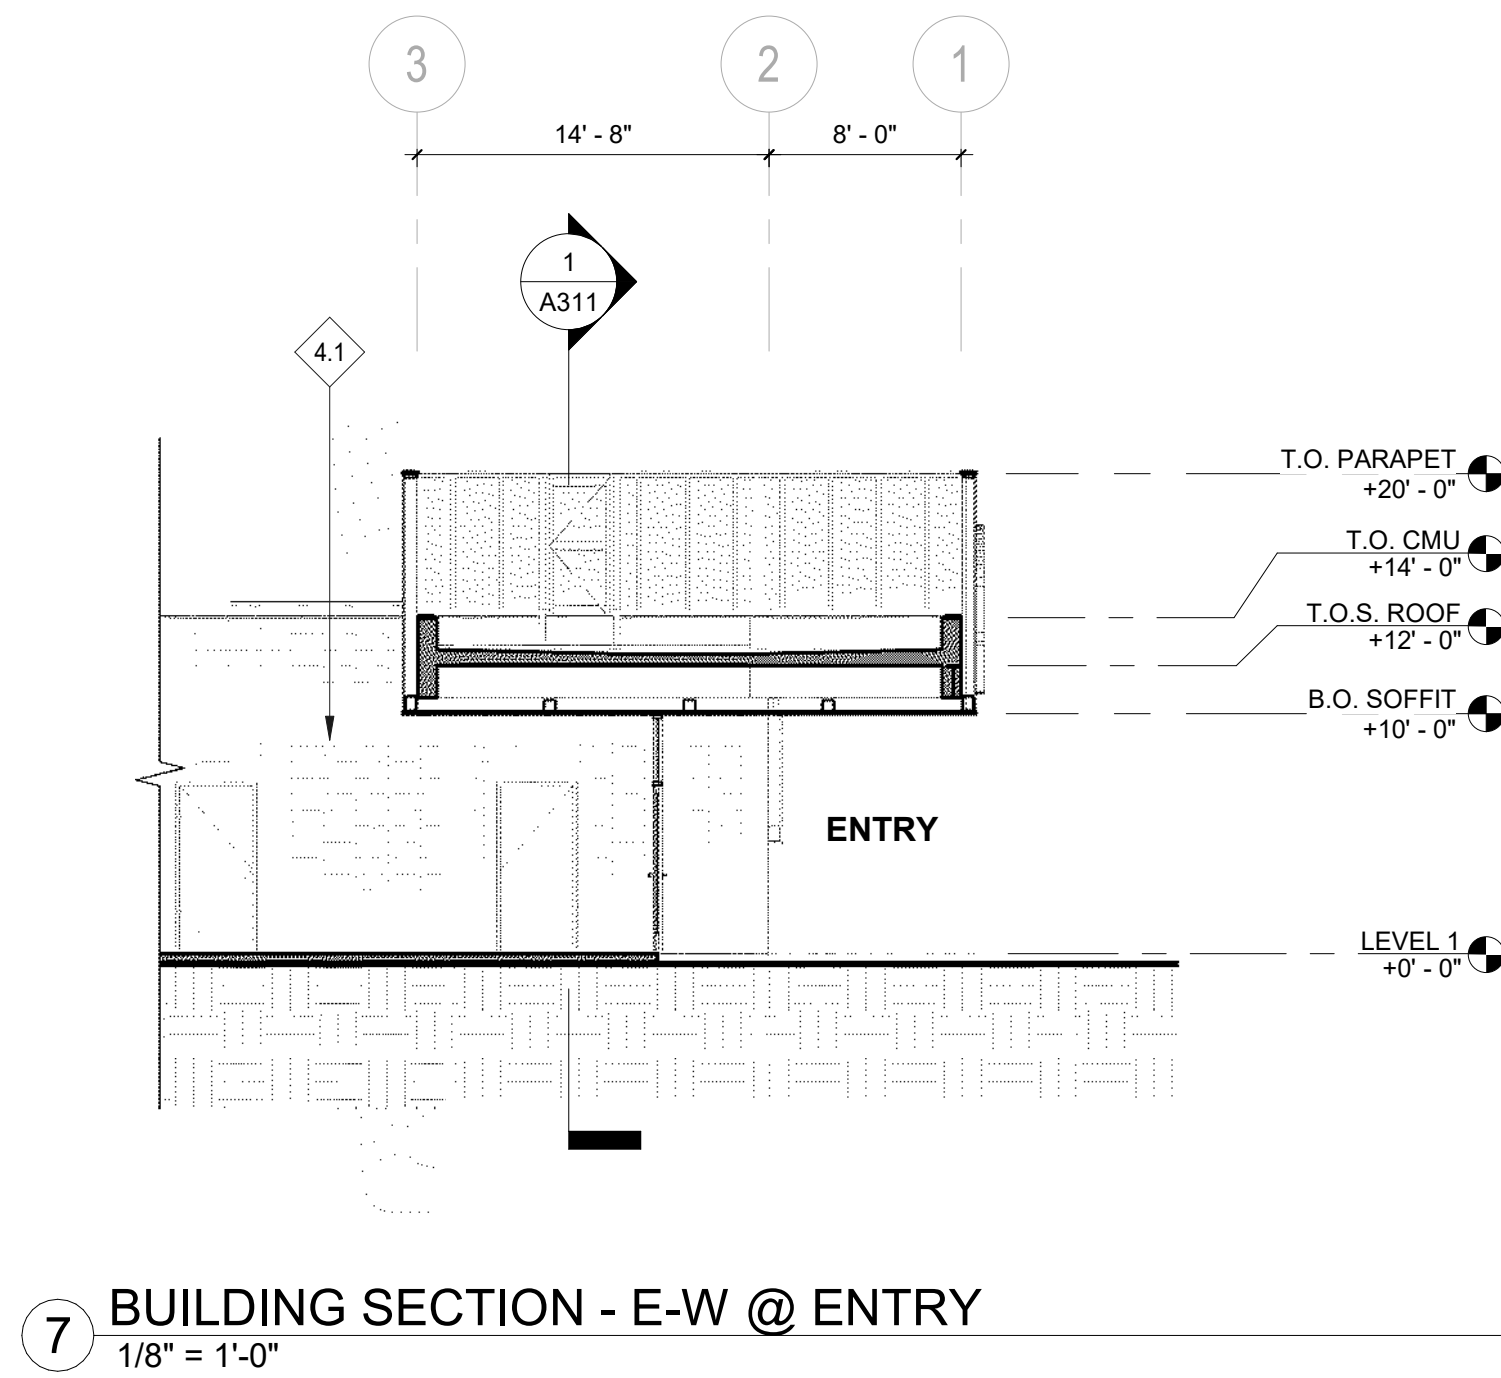 3
2
1
14' - 8"
8' - 0"
1
A311
4.1
T.O. PARAPET
+20' - 0"
T.O. CMU
+14' - 0"
T.O.S. ROOF
+12' - 0"
B.O. SOFFIT
+10' - 0"
ENTRY
LEVEL 1
+0' - 0"
7
BUILDING SECTION - E-W @ ENTRY
1/8" = 1'-0"